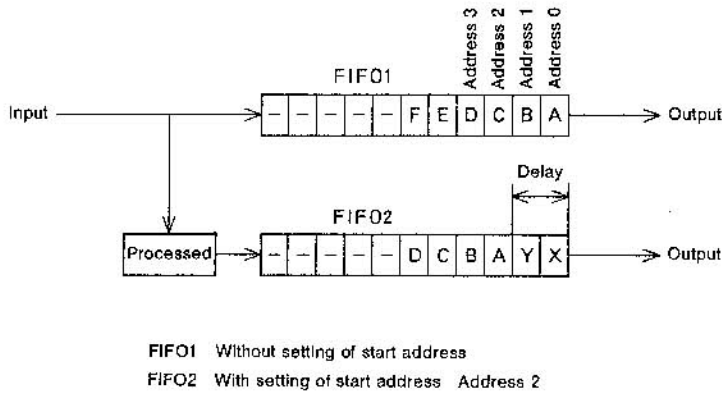 Address 3
Address 2
Address 1
Address 0
FIFO1
Input
– – – – – F E D C B A
Output
Delay
FIFO2
Processed
– – – – – D C B A Y X
Output
FIFO1 Without setting of start address
FIFO2 With setting of start address Address 2